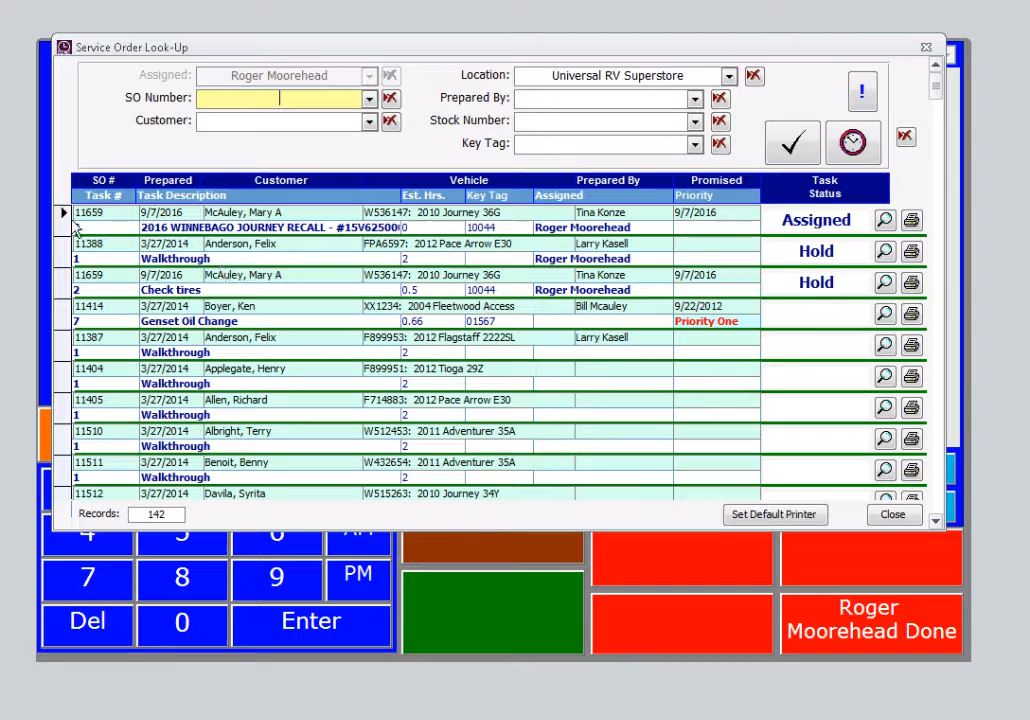 Service Order Look-Up
Assigned: Roger Moorehead Location: Universal RV Superstore
SO Number: Prepared By:
Customer: Stock Number:
Key Tag:
!
SO # Prepared Customer Vehicle Prepared By Promised Task Status
Task # Task Description Est. Hrs. Key Tag Assigned Priority
11659 9/7/2016 McAuley, Mary A W536147: 2010 Journey 36G Tina Konze 9/7/2016 Assigned
2016 WINNEBAGO JOURNEY RECALL - #15V62500 0 10044 Roger Moorehead
11388 3/27/2014 Anderson, Felix FPA6597: 2012 Pace Arrow E30 Larry Kasell Hold
1 Walkthrough 2 Roger Moorehead
11659 9/7/2016 McAuley, Mary A W536147: 2010 Journey 36G Tina Konze 9/7/2016 Hold
2 Check tires 0.5 10044 Roger Moorehead
11414 3/27/2014 Boyer, Ken XX1234: 2004 Fleetwood Access Bill Mcauley 9/22/2012
7 Genset Oil Change 0.66 01567 Priority One
11387 3/27/2014 Anderson, Felix F899953: 2012 Flagstaff 2222SL Larry Kasell
1 Walkthrough 2
11404 3/27/2014 Applegate, Henry F899951: 2012 Tioga 29Z
1 Walkthrough 2
11405 3/27/2014 Allen, Richard F714883: 2012 Pace Arrow E30
1 Walkthrough 2
11510 3/27/2014 Albright, Terry W512453: 2011 Adventurer 35A
1 Walkthrough 2
11511 3/27/2014 Benoit, Benny W432654: 2011 Adventurer 35A
1 Walkthrough 2
11512 3/27/2014 Davila, Syrita W515263: 2010 Journey 34Y
Records: 142 Set Default Printer Close
4 5 6 AM
7 8 9 PM
Del 0 Enter
Roger
Moorehead Done